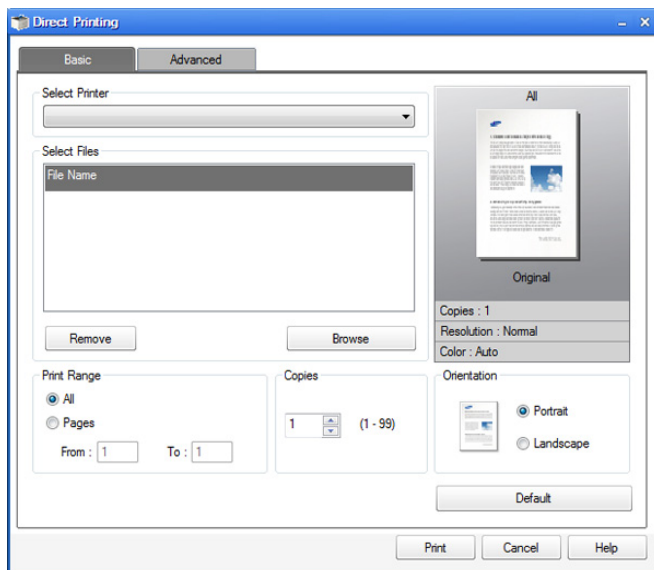 Direct Printing
Basic
Advanced
Select Printer
Select Files
File Name
Remove
Browse
All
Original
Copies : 1
Resolution : Normal
Color : Auto
Print Range
All
Pages
From : 1 To : 1
Copies
1 (1 - 99)
Orientation
Portrait
Landscape
Default
Print
Cancel
Help